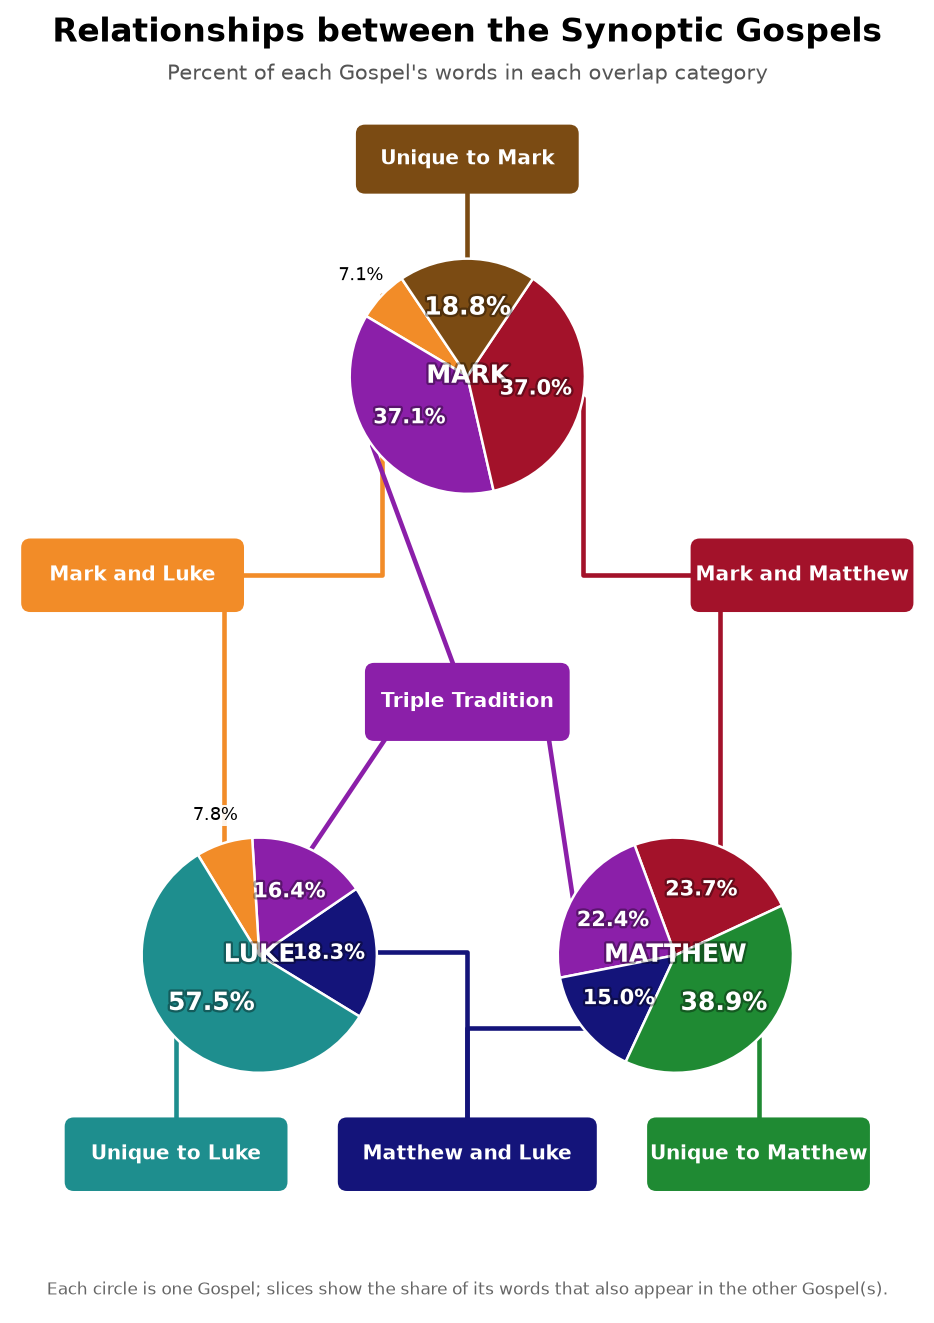 Relationships between the Synoptic Gospels
Percent of each Gospel's words in each overlap category
Unique to Mark
7.1%
18.8%
MARK
37.0%
37.1%
Mark and Luke
Mark and Matthew
Triple Tradition
7.8%
16.4%
LUKE
18.3%
57.5%
23.7%
22.4%
MATTHEW
15.0%
38.9%
Unique to Luke
Matthew and Luke
Unique to Matthew
Each circle is one Gospel; slices show the share of its words that also appear in the other Gospel(s).